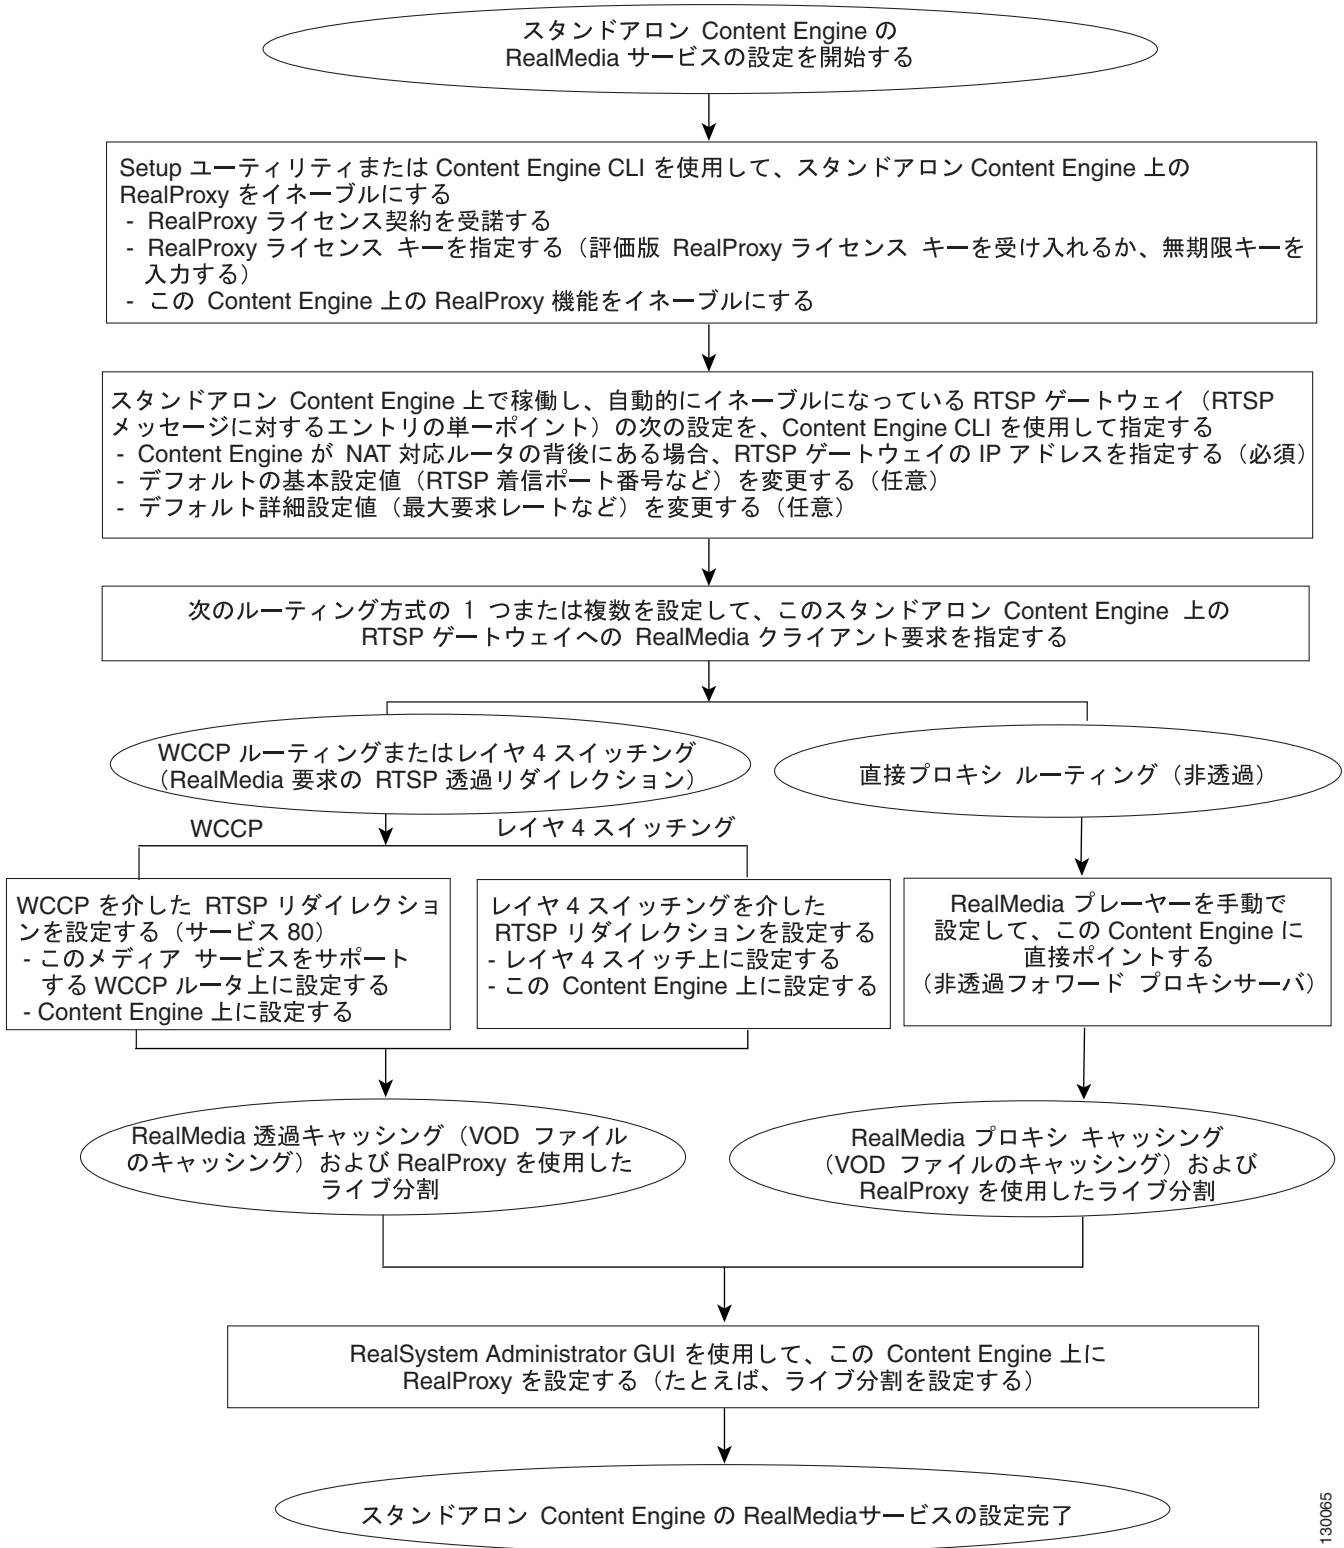 スタンドアロン Content Engine の
RealMedia サービスの設定を開始する
Setup ユーティリティまたは Content Engine CLI を使用して、スタンドアロン Content Engine 上の
RealProxy をイネーブルにする
- RealProxy ライセンス契約を受諾する
- RealProxy ライセンス キーを指定する（評価版 RealProxy ライセンス キーを受け入れるか、無期限キーを
入力する）
- この Content Engine 上の RealProxy 機能をイネーブルにする
スタンドアロン Content Engine 上で稼働し、自動的にイネーブルになっている RTSP ゲートウェイ（RTSP
メッセージに対するエントリの単一ポイント）の次の設定を、Content Engine CLI を使用して指定する
- Content Engine が NAT 対応ルータの背後にある場合、RTSP ゲートウェイの IP アドレスを指定する（必須）
- デフォルトの基本設定値（RTSP 着信ポート番号など）を変更する（任意）
- デフォルト詳細設定値（最大要求レートなど）を変更する（任意）
次のルーティング方式の 1 つまたは複数を設定して、このスタンドアロン Content Engine 上の
RTSP ゲートウェイへの RealMedia クライアント要求を指定する
WCCP ルーティングまたはレイヤ 4 スイッチング
（RealMedia 要求の RTSP 透過リダイレクション）
直接プロキシ ルーティング（非透過）
WCCP
レイヤ 4 スイッチング
WCCP を介した RTSP リダイレクショ
ンを設定する（サービス 80）
- このメディア サービスをサポート
する WCCP ルータ上に設定する
- Content Engine 上に設定する
レイヤ 4 スイッチングを介した
RTSP リダイレクションを設定する
- レイヤ 4 スイッチ上に設定する
- この Content Engine 上に設定する
RealMedia プレーヤーを手動で
設定して、この Content Engine に
直接ポイントする
（非透過フォワード プロキシサーバ）
RealMedia 透過キャッシング（VOD ファイル
のキャッシング）および RealProxy を使用した
ライブ分割
RealMedia プロキシ キャッシング
（VOD ファイルのキャッシング）および
RealProxy を使用したライブ分割
RealSystem Administrator GUI を使用して、この Content Engine 上に
RealProxy を設定する（たとえば、ライブ分割を設定する）
スタンドアロン Content Engine の RealMediaサービスの設定完了
130065